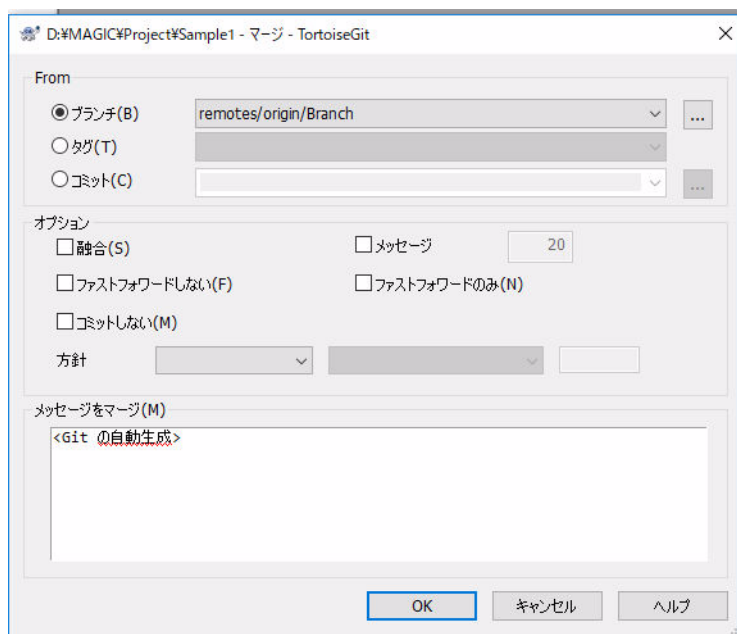 D:¥MAGIC¥Project¥Sample1 - マージ - TortoiseGit
From
ブランチ(B) remotes/origin/Branch ...
タグ(T)
コミット(C) ...
オプション
融合(S) メッセージ 20
ファストフォワードしない(F) ファストフォワードのみ(N)
コミットしない(M)
方針
メッセージをマージ(M)
<Git の自動生成>
OK キャンセル ヘルプ